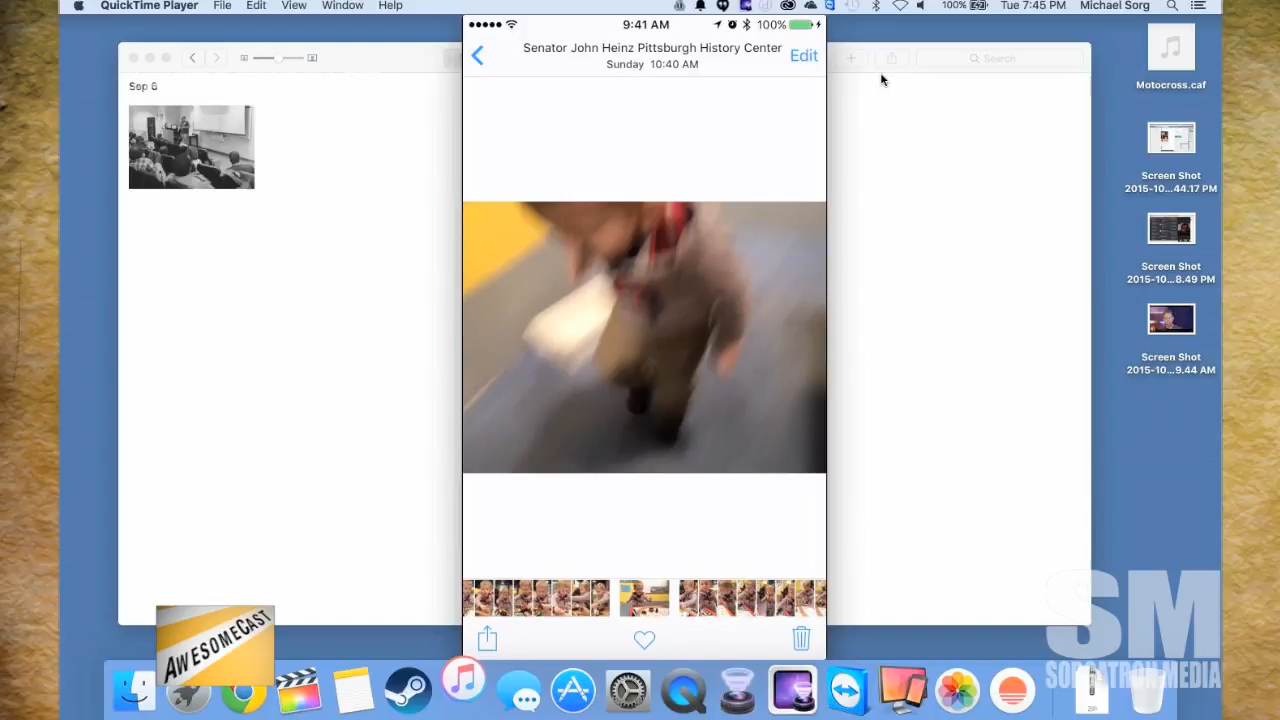 QuickTime Player File Edit View Window Help
100% Tue 7:45 PM Michael Sorg
9:41 AM 100%
Senator John Heinz Pittsburgh History Center
Sunday 10:40 AM
Edit
Search
Sep 6
Motocross.caf
Screen Shot
2015-10...44.17 PM
Screen Shot
2015-10...8.49 PM
Screen Shot
2015-10...9.44 AM
AWESOMECAST
SM
SORGATRON MEDIA
ZIP